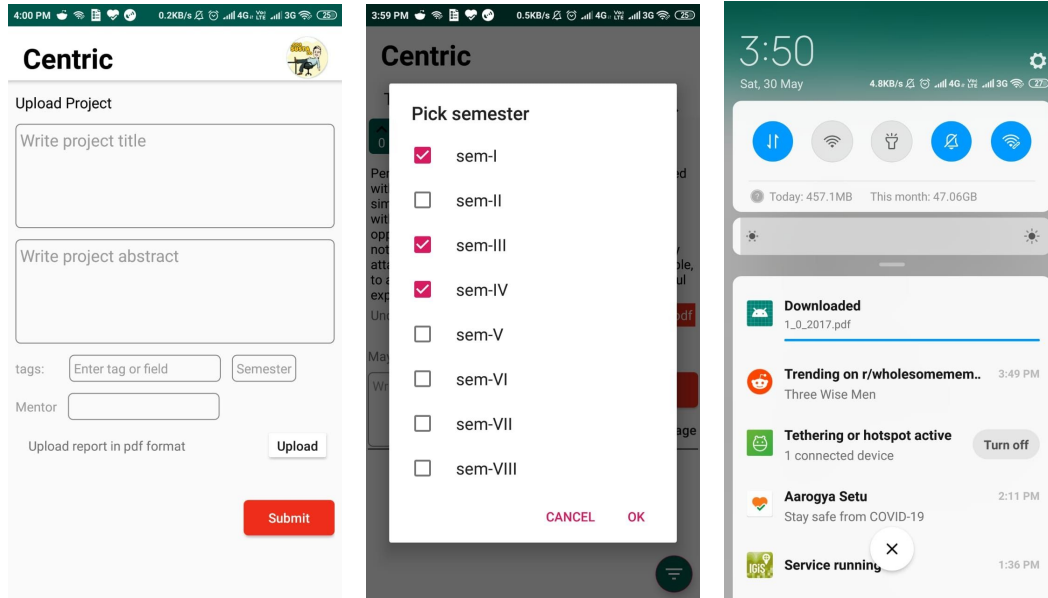 4:00 PM 0.2KB/s 4G VoLTE 3G 25
Centric
Upload Project
Write project title
Write project abstract
tags: Enter tag or field Semester
Mentor
Upload report in pdf format Upload
Submit
3:59 PM 0.5KB/s 4G VoLTE 3G 25
Centric
Pick semester
sem-I
sem-II
sem-III
sem-IV
sem-V
sem-VI
sem-VII
sem-VIII
CANCEL OK
3:50
Sat, 30 May 4.8KB/s 4G VoLTE 3G 27
Today: 457.1MB This month: 47.06GB
Downloaded
1_0_2017.pdf
Trending on r/wholesomemem.. 3:49 PM
Three Wise Men
Tethering or hotspot active
1 connected device Turn off
Aarogya Setu 2:11 PM
Stay safe from COVID-19
Service running 1:36 PM